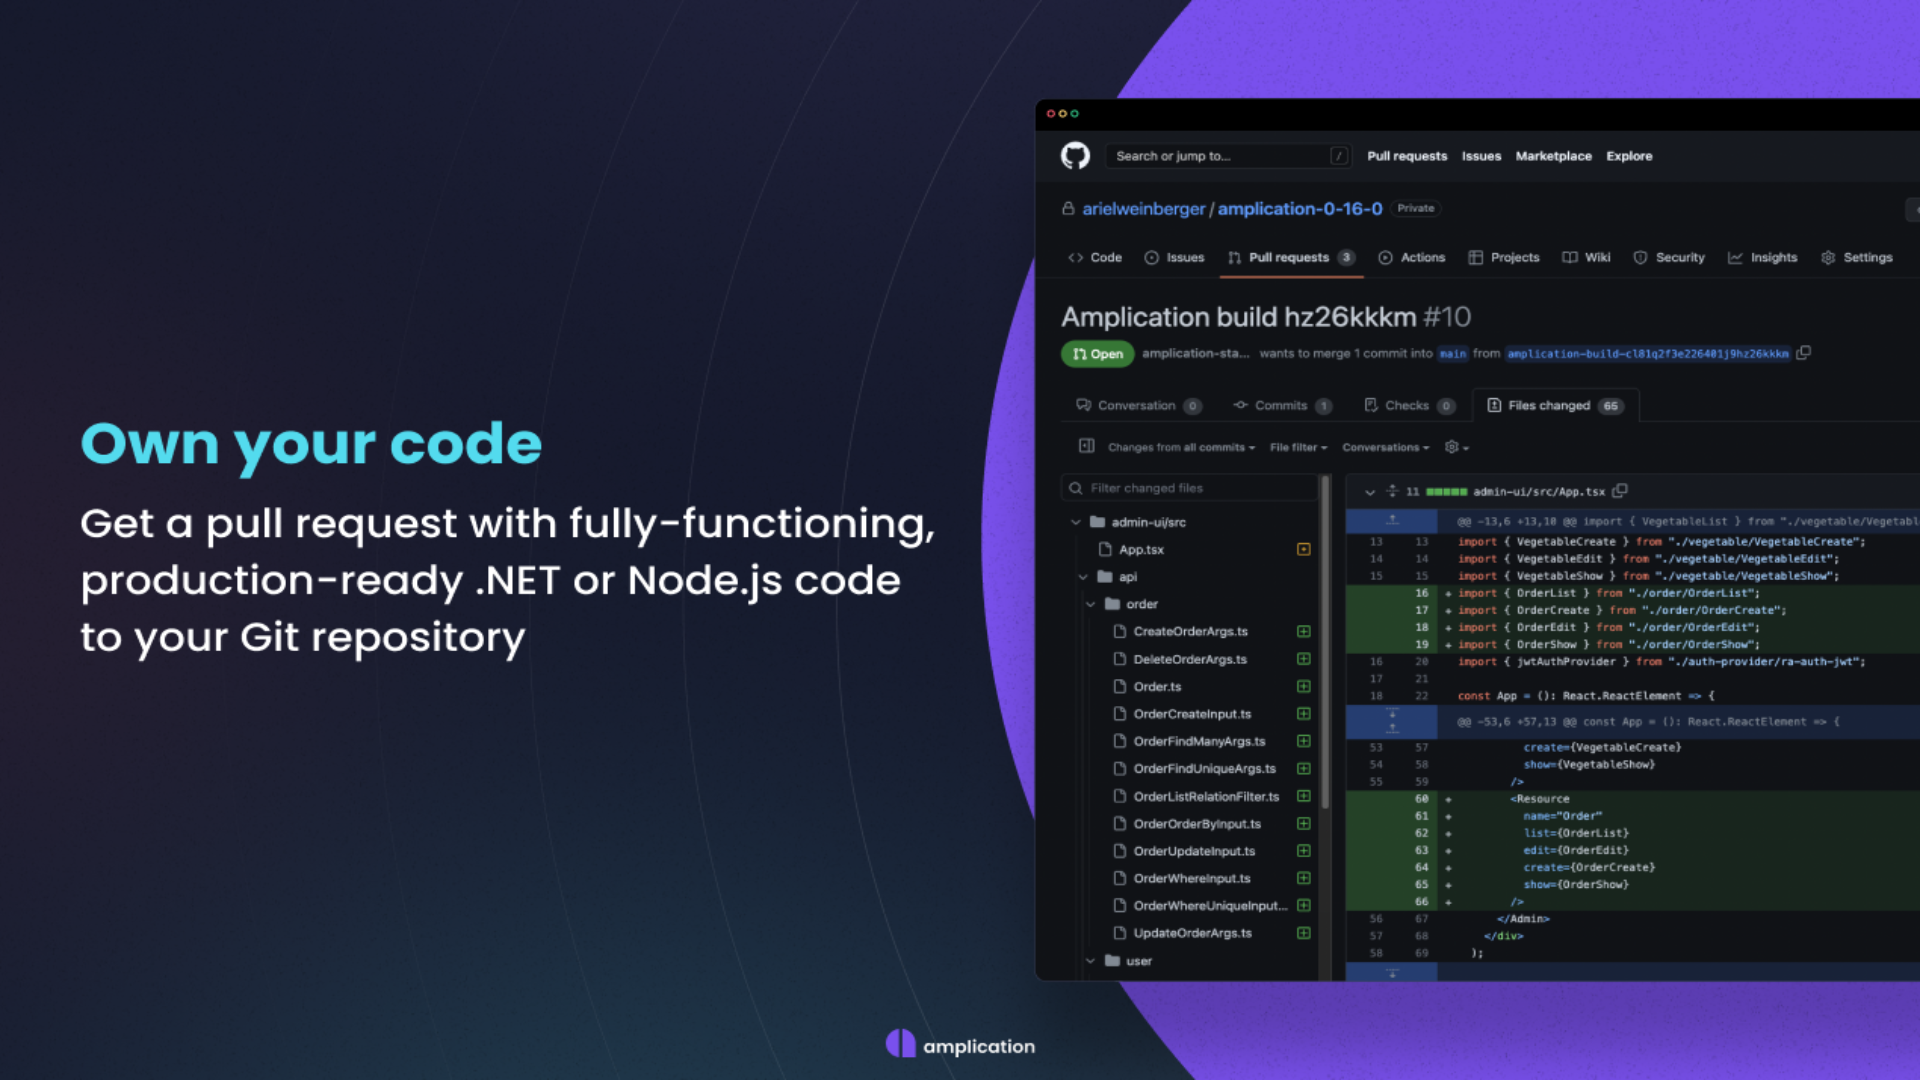 Own your code
Get a pull request with fully-functioning,
production-ready .NET or Node.js code
to your Git repository
amplication
Search or jump to... /
Pull requests Issues Marketplace Explore
arielweinberger / amplication-0-16-0 Private
Code Issues Pull requests 3 Actions Projects Wiki Security Insights Settings
Amplication build hz26kkkm #10
Open amplication-sta... wants to merge 1 commit into main from amplication-build-cl81q2f3e226401j9hz26kkkm
Conversation 0 Commits 1 Checks 0 Files changed 65
Changes from all commits File filter Conversations
Filter changed files
admin-ui/src
App.tsx
api
order
CreateOrderArgs.ts
DeleteOrderArgs.ts
Order.ts
OrderCreateInput.ts
OrderFindManyArgs.ts
OrderFindUniqueArgs.ts
OrderListRelationFilter.ts
OrderOrderByInput.ts
OrderUpdateInput.ts
OrderWhereInput.ts
OrderWhereUniqueInput...
UpdateOrderArgs.ts
user
11 admin-ui/src/App.tsx
@@ -13,6 +13,10 @@ import { VegetableList } from "./vegetable/Vegetabl
13 13 import { VegetableCreate } from "./vegetable/VegetableCreate";
14 14 import { VegetableEdit } from "./vegetable/VegetableEdit";
15 15 import { VegetableShow } from "./vegetable/VegetableShow";
16 + import { OrderList } from "./order/OrderList";
17 + import { OrderCreate } from "./order/OrderCreate";
18 + import { OrderEdit } from "./order/OrderEdit";
19 + import { OrderShow } from "./order/OrderShow";
16 20 import { jwtAuthProvider } from "./auth-provider/ra-auth-jwt";
17 21
18 22 const App = (): React.ReactElement => {
@@ -53,6 +57,13 @@ const App = (): React.ReactElement => {
53 57 create={VegetableCreate}
54 58 show={VegetableShow}
55 59 />
60 + <Resource
61 + name="Order"
62 + list={OrderList}
63 + edit={OrderEdit}
64 + create={OrderCreate}
65 + show={OrderShow}
66 + />
56 67 </Admin>
57 68 </div>
58 69 );